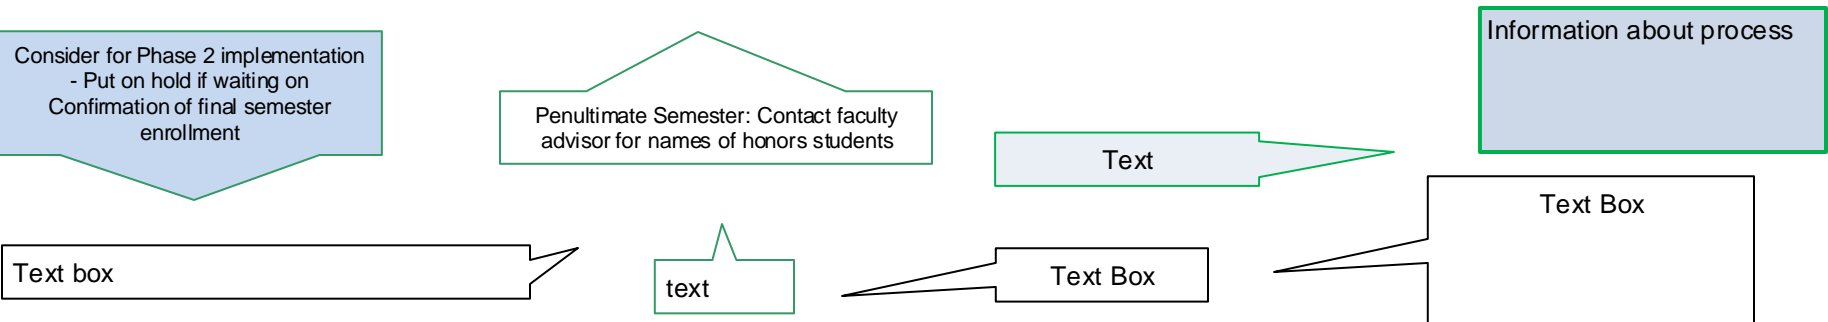 Consider for Phase 2 implementation
- Put on hold if waiting on
Confirmation of final semester
enrollment
Penultimate Semester: Contact faculty
advisor for names of honors students
Text
Information about process
Text box
text
Text Box
Text Box